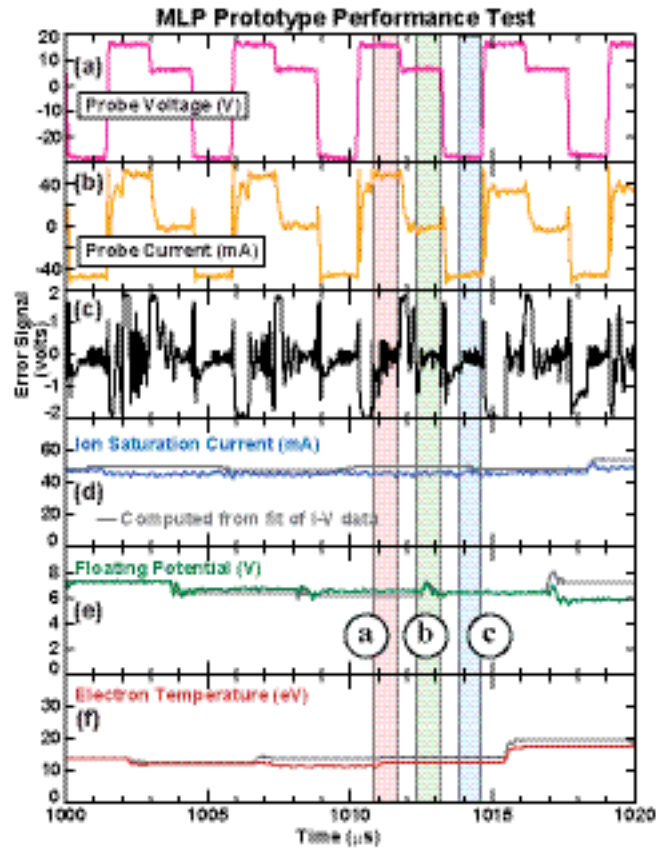 MLP Prototype Performance Test
20
10
0
-10
-20
(a)
Probe Voltage (V)
40
0
-40
(b)
Probe Current (mA)
2
1
0
-1
-2
(c)
Error Signal
(volts)
60
40
20
0
Ion Saturation Current (mA)
(d)
Computed from fit of I-V data
8
6
4
2
0
Floating Potential (V)
(e)
a
b
c
30
20
10
0
Electron Temperature (eV)
(f)
1000
1005
1010
1015
1020
Time (μs)